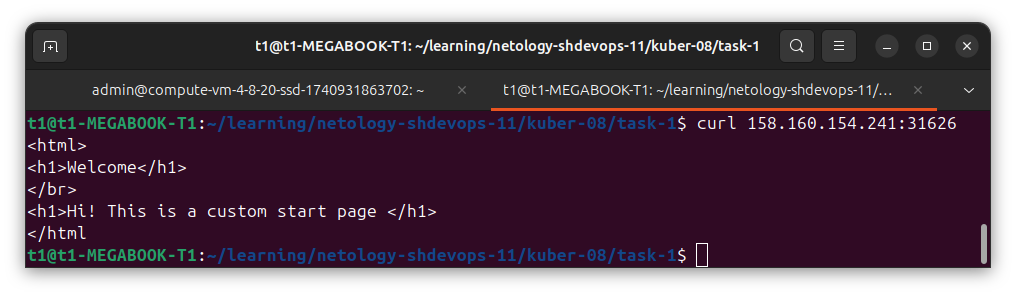 t1@t1-MEGABOOK-T1: ~/learning/netology-shdevops-11/kuber-08/task-1
admin@compute-vm-4-8-20-ssd-1740931863702: ~
t1@t1-MEGABOOK-T1: ~/learning/netology-shdevops-11/…
t1@t1-MEGABOOK-T1:~/learning/netology-shdevops-11/kuber-08/task-1$ curl 158.160.154.241:31626
<html>
<h1>Welcome</h1>
</br>
<h1>Hi! This is a custom start page </h1>
</html
t1@t1-MEGABOOK-T1:~/learning/netology-shdevops-11/kuber-08/task-1$